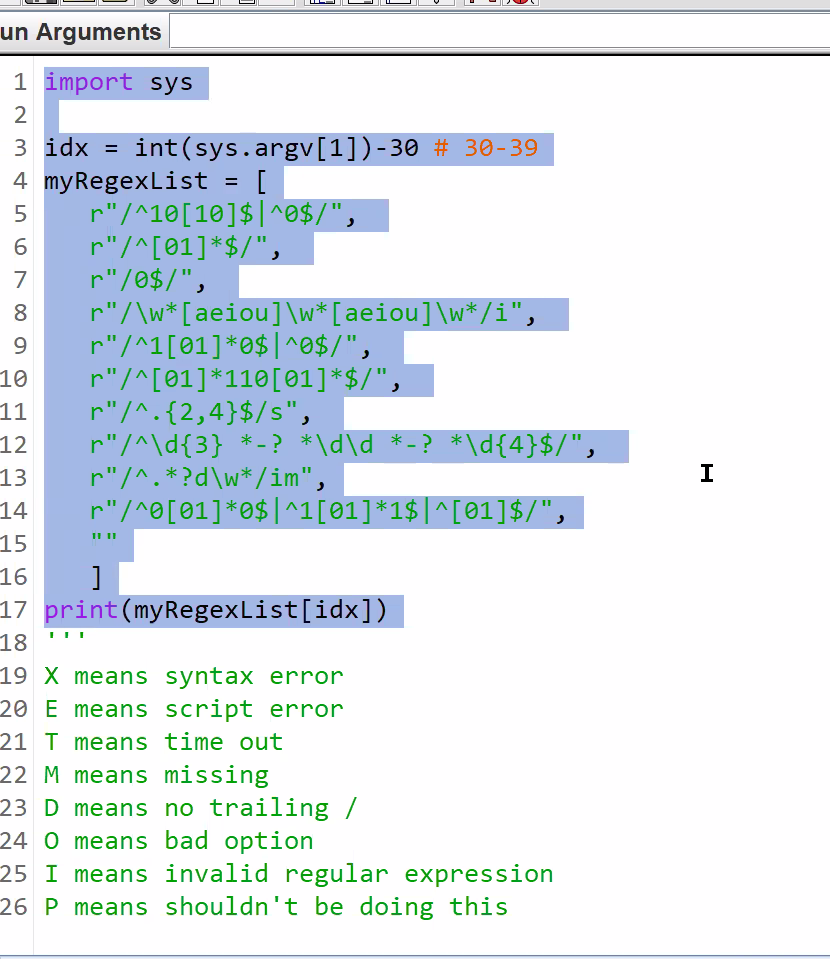 un Arguments
1 import sys
2
3 idx = int(sys.argv[1])-30 # 30-39
4 myRegexList = [
5    r"/^10[10]$|^0$/",
6    r"/^[01]*$/",
7    r"/0$/",
8    r"/\w*[aeiou]\w*[aeiou]\w*/i",
9    r"/^1[01]*0$|^0$/",
10    r"/^[01]*110[01]*$/",
11    r"/^.{2,4}$/s",
12    r"/^\d{3} *-? *\d\d *-? *\d{4}$/",
13    r"/^.*?d\w*/im",
14    r"/^0[01]*0$|^1[01]*1$|^[01]$/",
15    ""
16    ]
17 print(myRegexList[idx])
18 '''
19 X means syntax error
20 E means script error
21 T means time out
22 M means missing
23 D means no trailing /
24 O means bad option
25 I means invalid regular expression
26 P means shouldn't be doing this